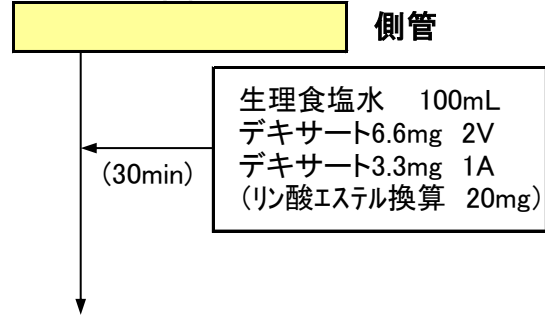 側管
生理食塩水　100mL
デキサート6.6mg 2V
デキサート3.3mg 1A
(リン酸エステル換算 20mg)
(30min)